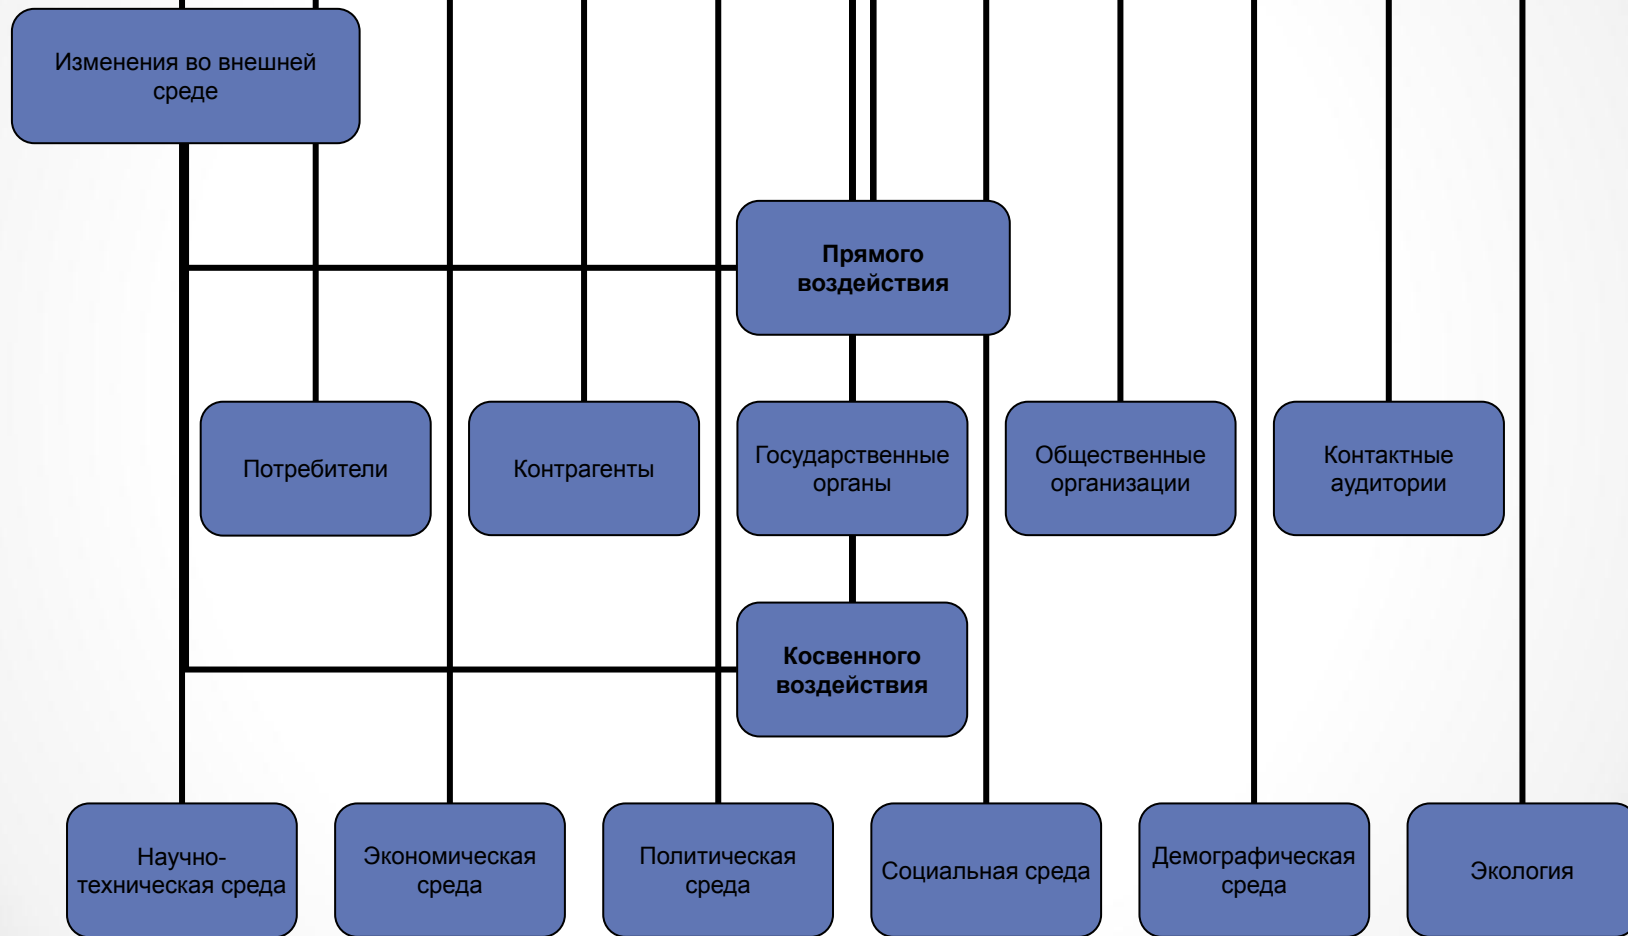 Изменения во внешней
среде
Прямого
воздействия
Потребители
Контрагенты
Государственные
органы
Общественные
организации
Контактные
аудитории
Косвенного
воздействия
Научно-
техническая среда
Экономическая
среда
Политическая
среда
Социальная среда
Демографическая
среда
Экология